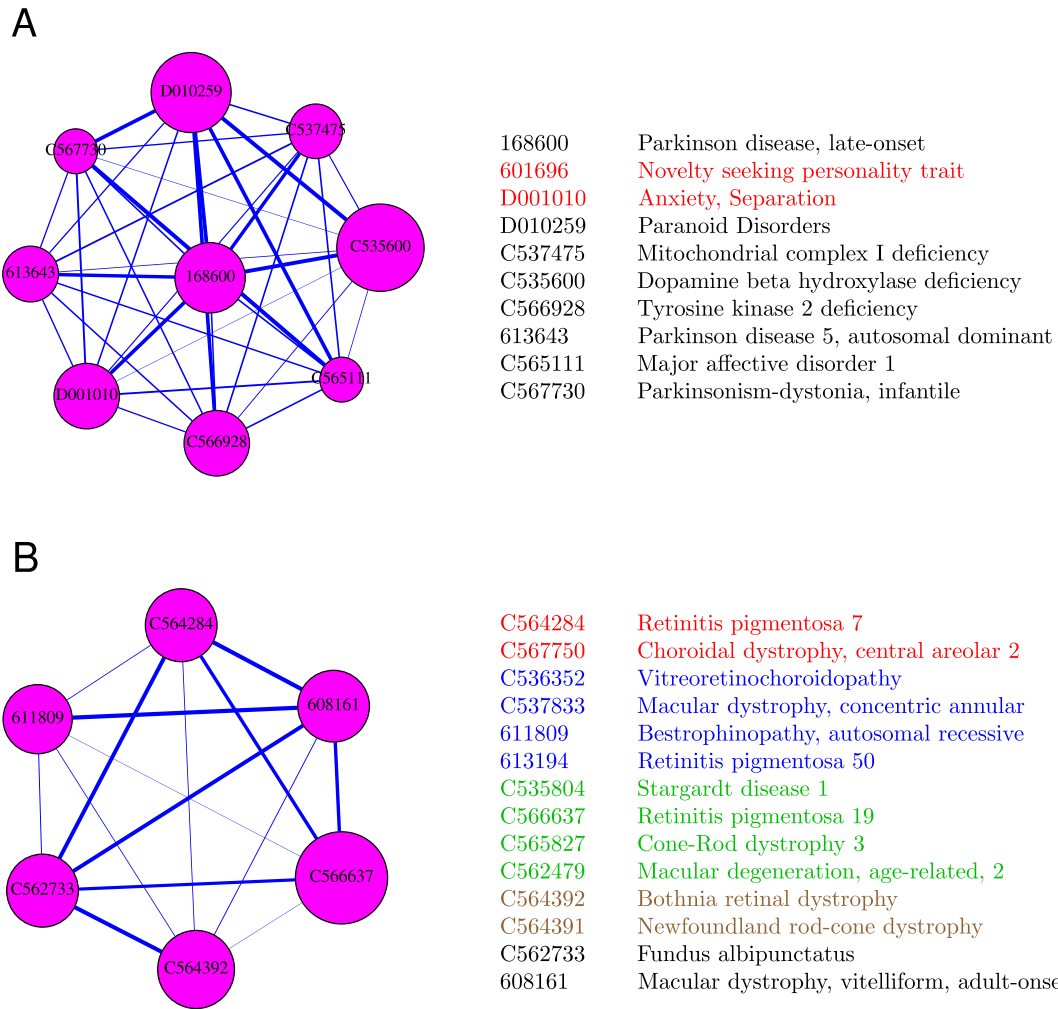 A
D010259
C537475
C567730
C535600
613643
168600
C565111
D001010
C566928
168600 Parkinson disease, late-onset
601696 Novelty seeking personality trait
D001010 Anxiety, Separation
D010259 Paranoid Disorders
C537475 Mitochondrial complex I deficiency
C535600 Dopamine beta hydroxylase deficiency
C566928 Tyrosine kinase 2 deficiency
613643 Parkinson disease 5, autosomal dominant
C565111 Major affective disorder 1
C567730 Parkinsonism-dystonia, infantile
B
C564284
608161
611809
C566637
C562733
C564392
C564284 Retinitis pigmentosa 7
C567750 Choroidal dystrophy, central areolar 2
C536352 Vitreoretinochoroidopathy
C537833 Macular dystrophy, concentric annular
611809 Bestrophinopathy, autosomal recessive
613194 Retinitis pigmentosa 50
C535804 Stargardt disease 1
C566637 Retinitis pigmentosa 19
C565827 Cone-Rod dystrophy 3
C562479 Macular degeneration, age-related, 2
C564392 Bothnia retinal dystrophy
C564391 Newfoundland rod-cone dystrophy
C562733 Fundus albipunctatus
608161 Macular dystrophy, vitelliform, adult-onse